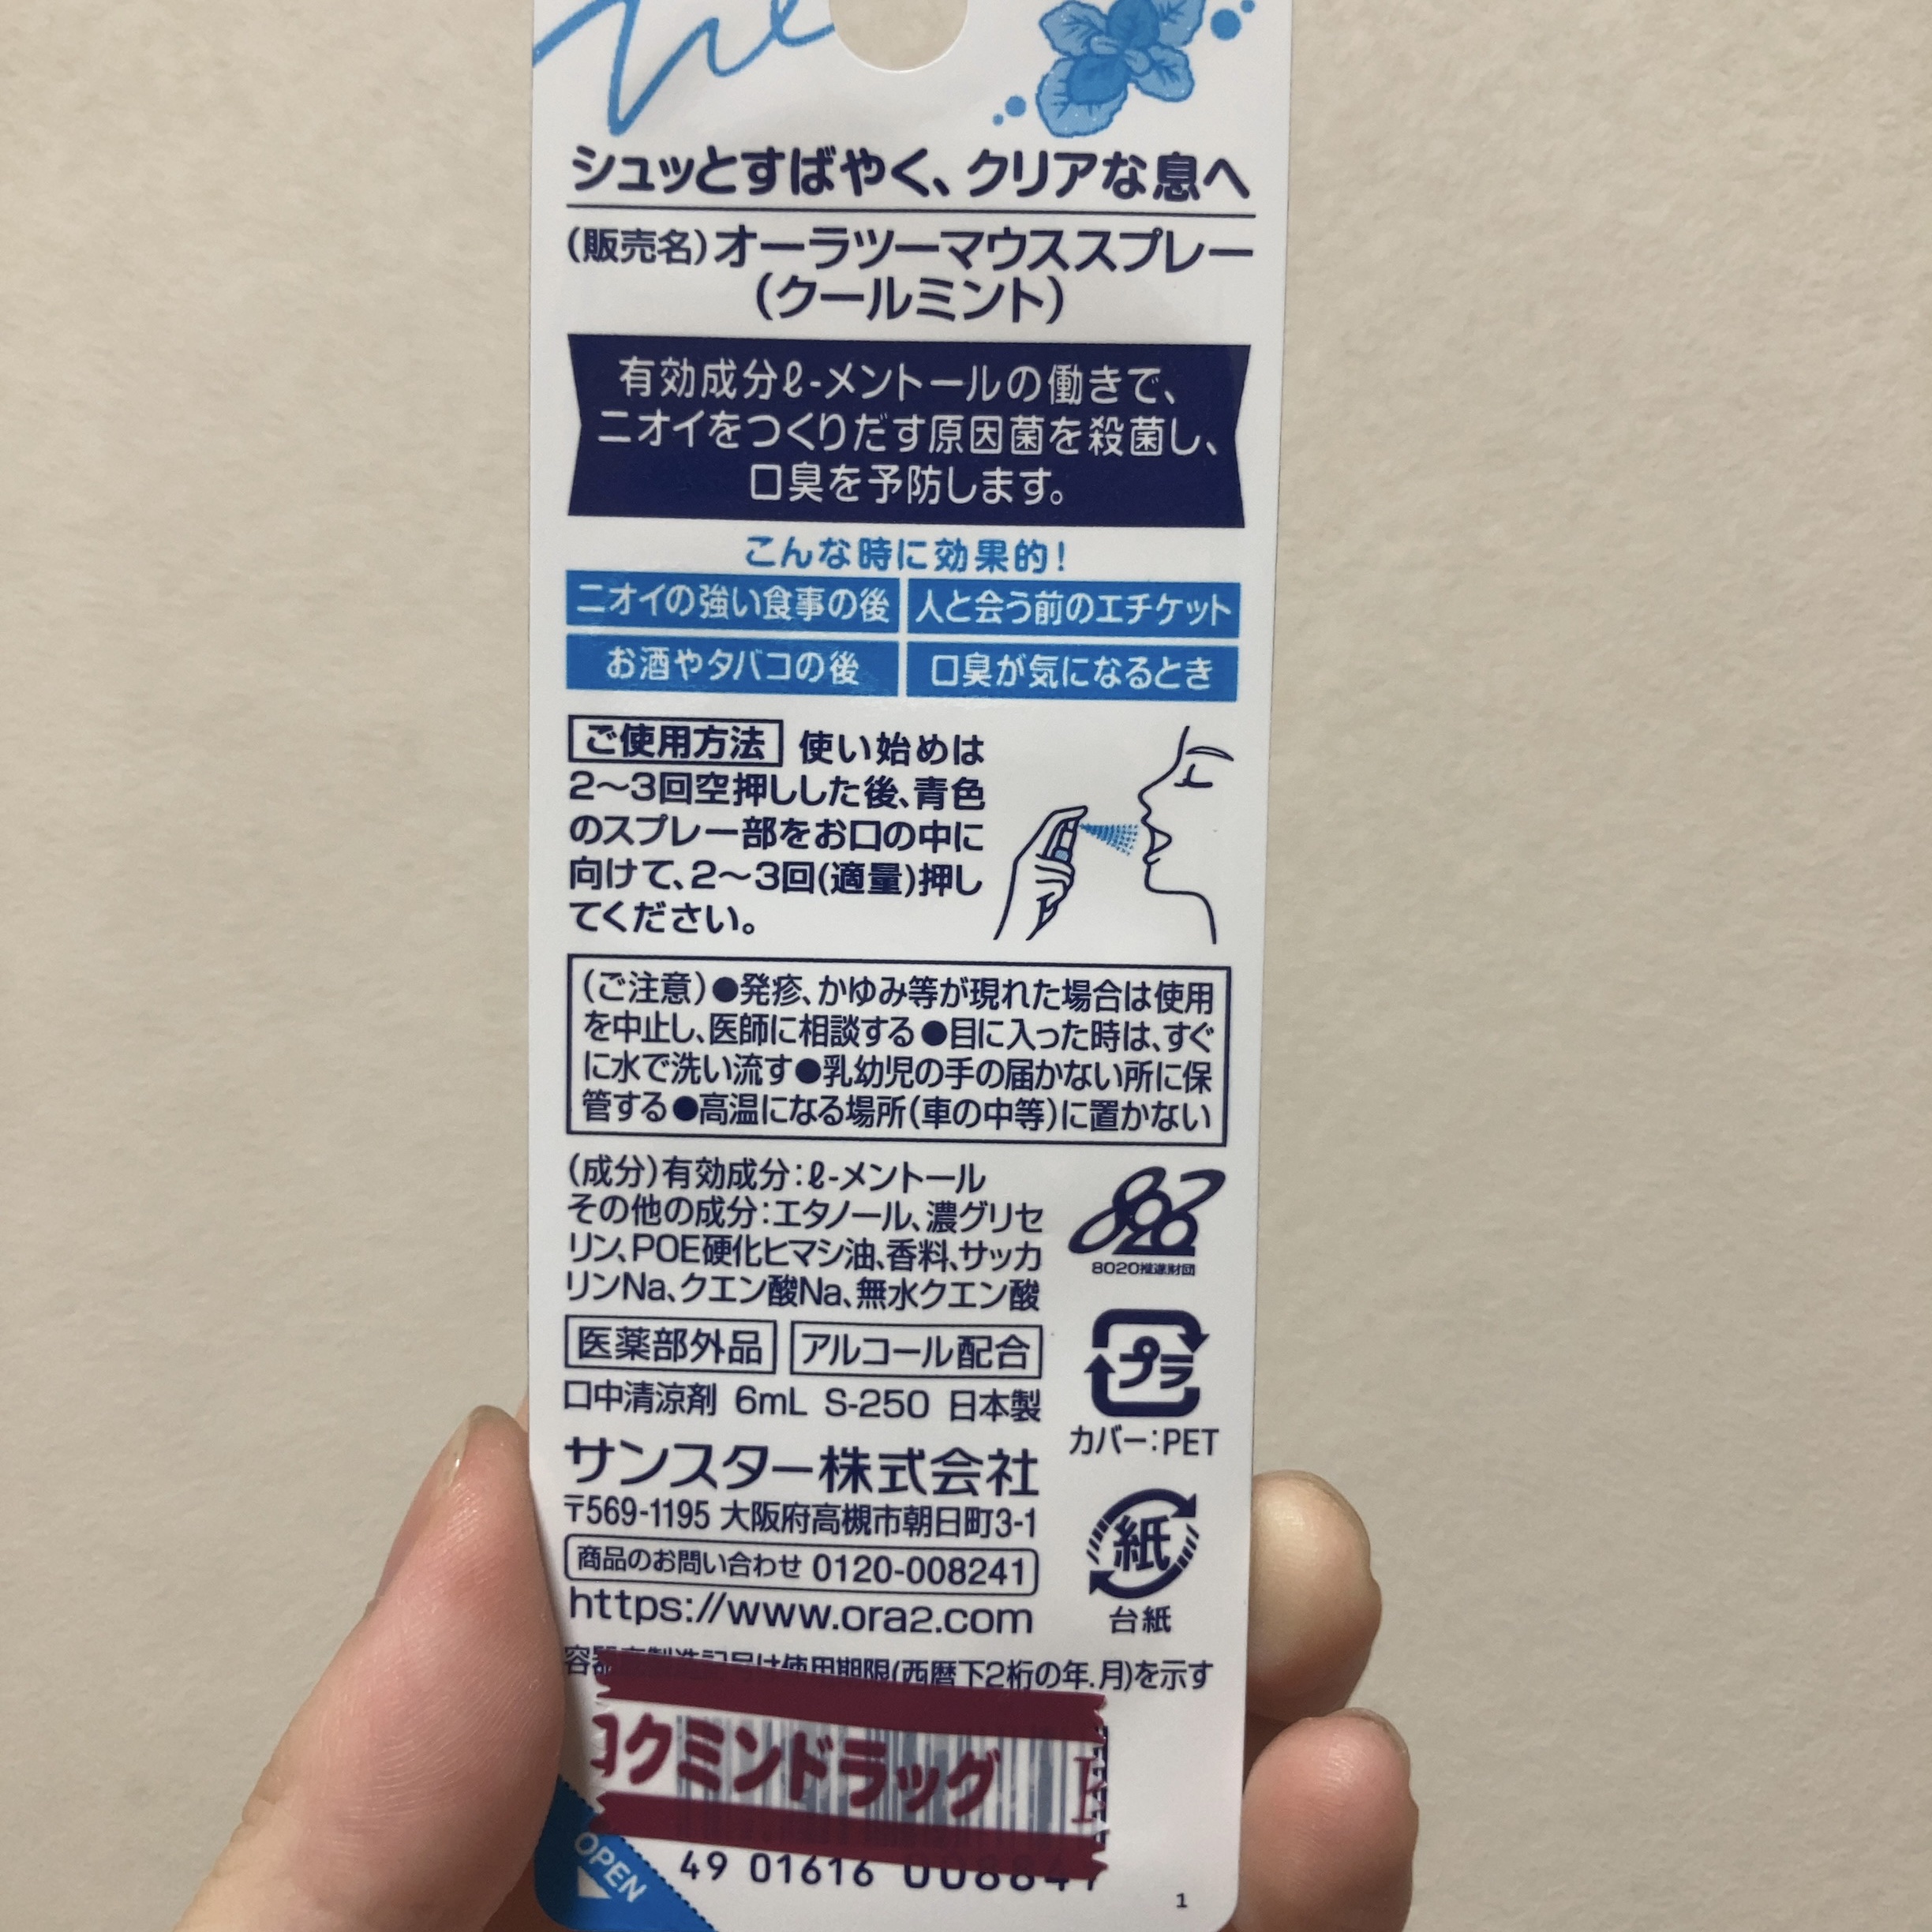 シュッとすばやく、クリアな息へ
(販売名)オーラツーマウススプレー
(クールミント)
有効成分ℓ-メントールの働きで、
ニオイをつくりだす原因菌を殺菌し、
口臭を予防します。
こんな時に効果的!
ニオイの強い食事の後 人と会う前のエチケット
お酒やタバコの後 口臭が気になるとき
ご使用方法 使い始めは
2〜3回空押しした後、青色
のスプレー部をお口の中に
向けて、2〜3回(適量)押し
てください。
(ご注意)●発疹、かゆみ等が現れた場合は使用
を中止し、医師に相談する●目に入った時は、すぐ
に水で洗い流す●乳幼児の手の届かない所に保
管する●高温になる場所(車の中等)に置かない
(成分)有効成分:ℓ-メントール
その他の成分:エタノール、濃グリセ
リン、POE硬化ヒマシ油、香料、サッカ
リンNa、クエン酸Na、無水クエン酸
8020
8020推進財団
医薬部外品 アルコール配合
プラ
口中清涼剤 6mL S-250 日本製
カバー:PET
サンスター株式会社
〒569-1195 大阪府高槻市朝日町3-1
紙
商品のお問い合わせ 0120-008241
台紙
https://www.ora2.com
使用期限(西暦下2桁の年.月)を示す
コクミンドラッグ
OPEN
49 01616
1